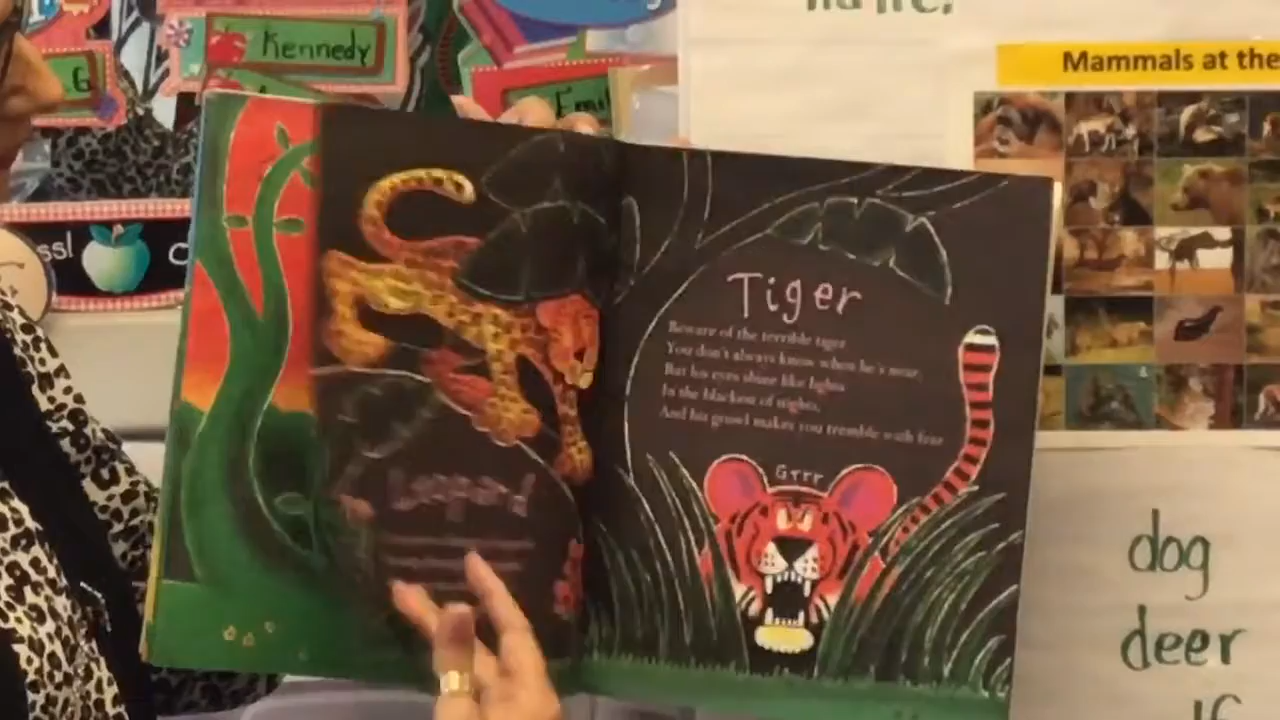 Kennedy
G
Emil
ss!
C
Mammals at the
Tiger
Beware of the terrible tiger
You don't always know when he's near,
But his eyes shine like lights
In the blackest of nights,
And his growl makes you tremble with fear
Grrr
Leopard
dog
deer